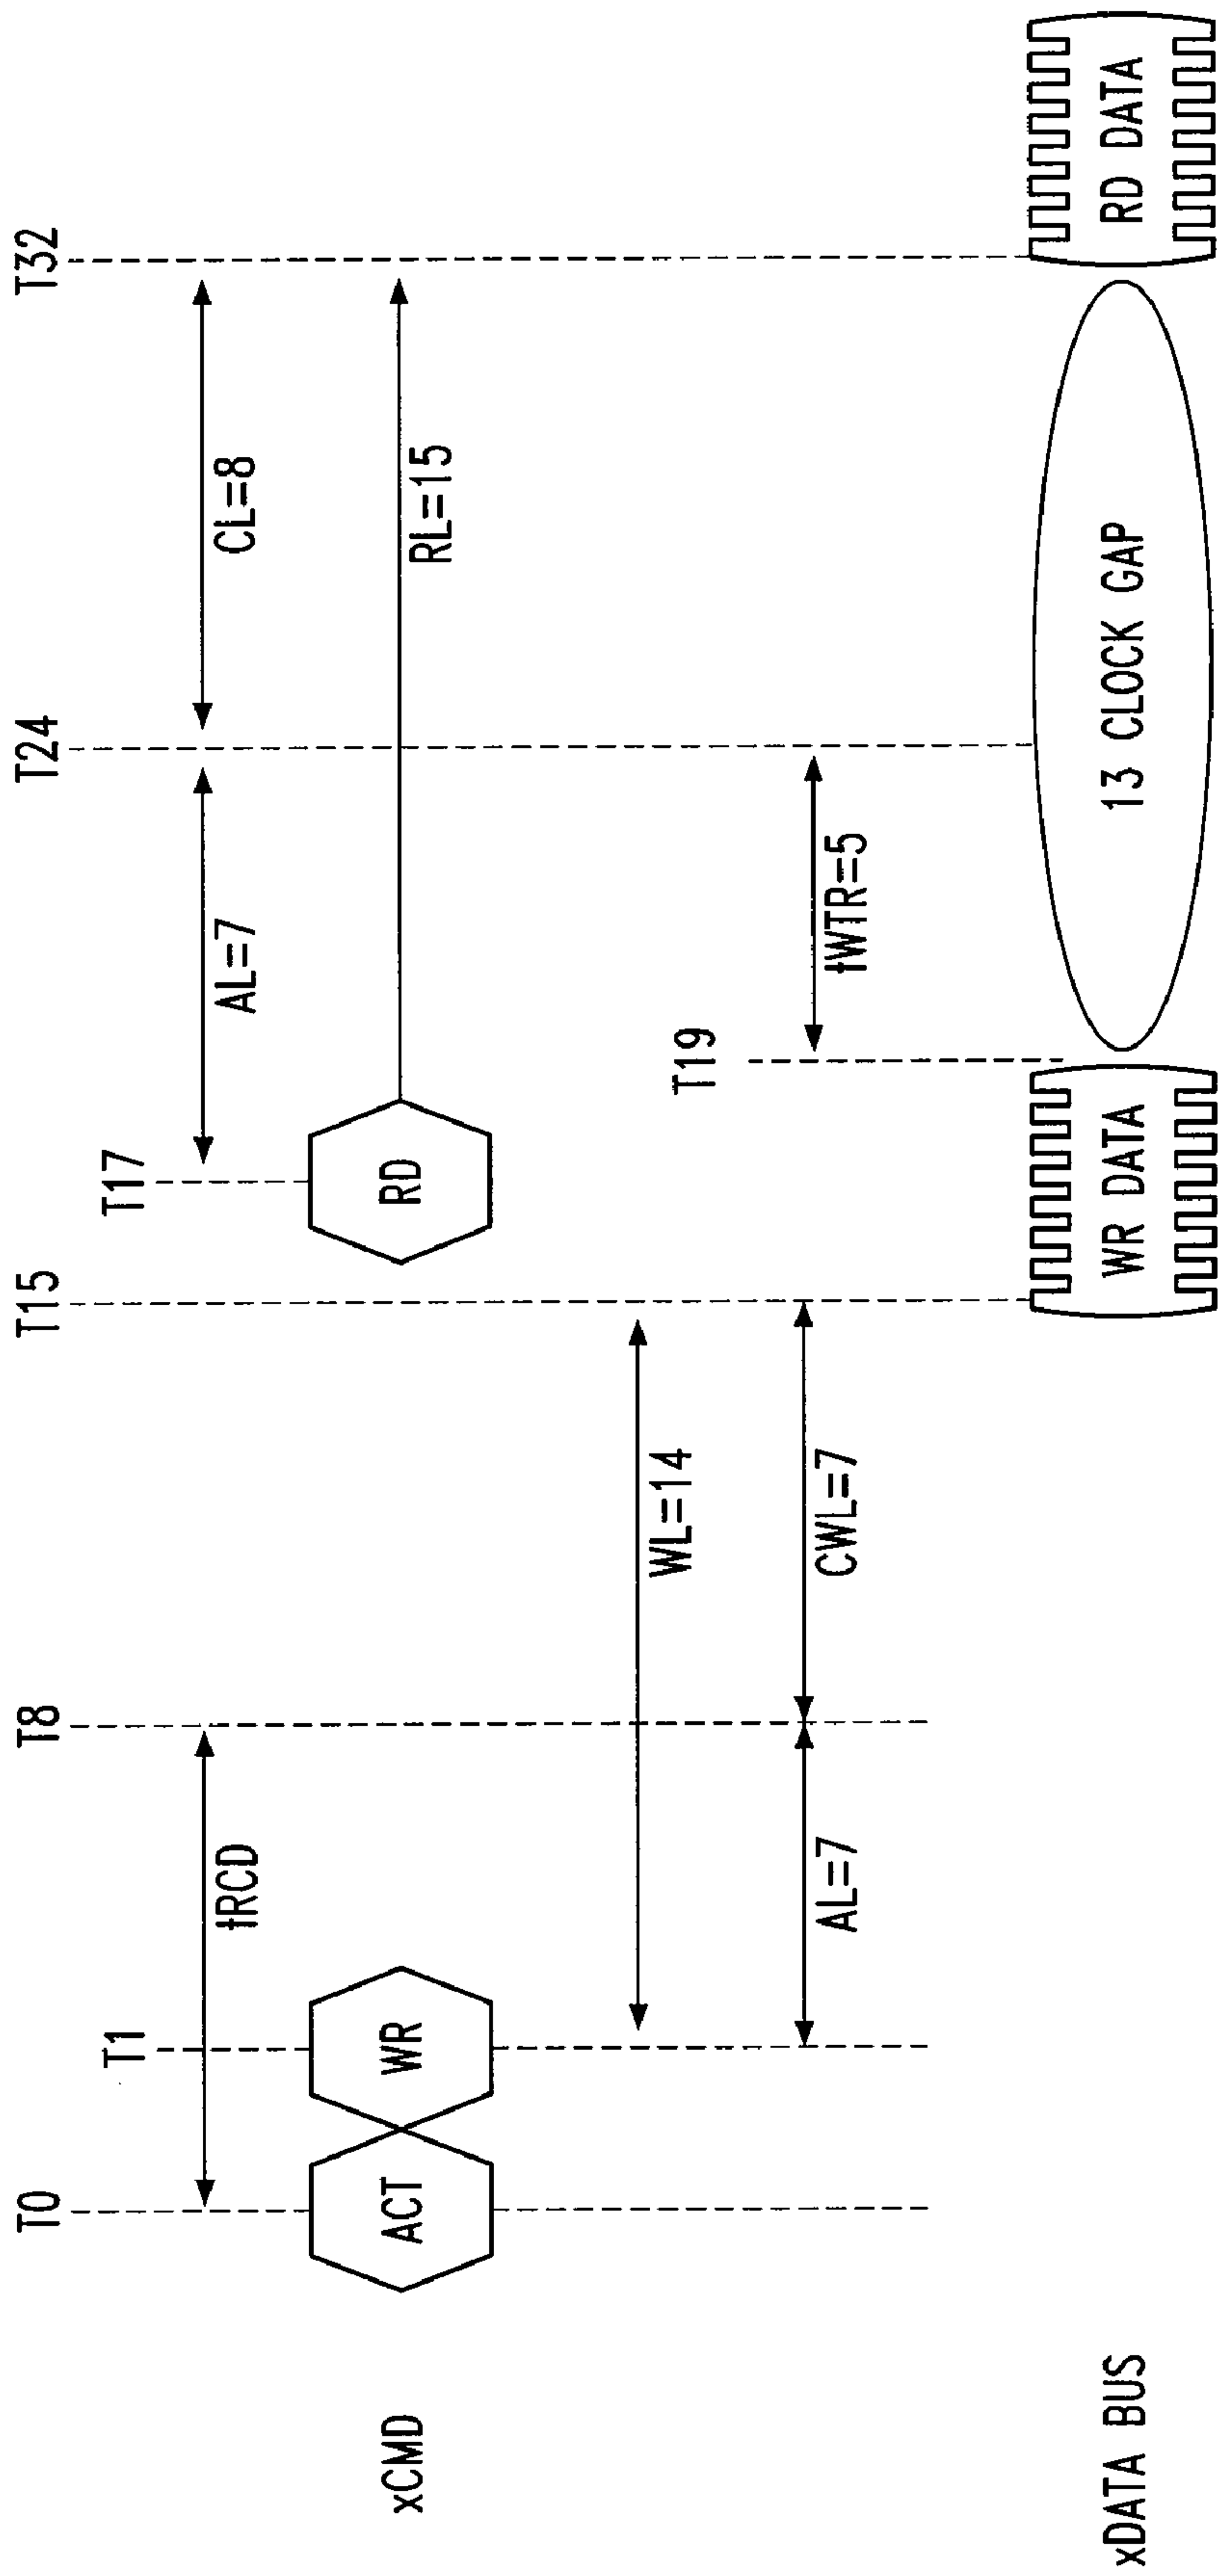 T0
T8
T15
T24
T32
tRCD
AL=7
CL=8
T1
T17
xCMD
ACT
WR
RD
RL=15
WL=14
T19
AL=7
CWL=7
tWTR=5
xDATA BUS
WR DATA
13 CLOCK GAP
RD DATA